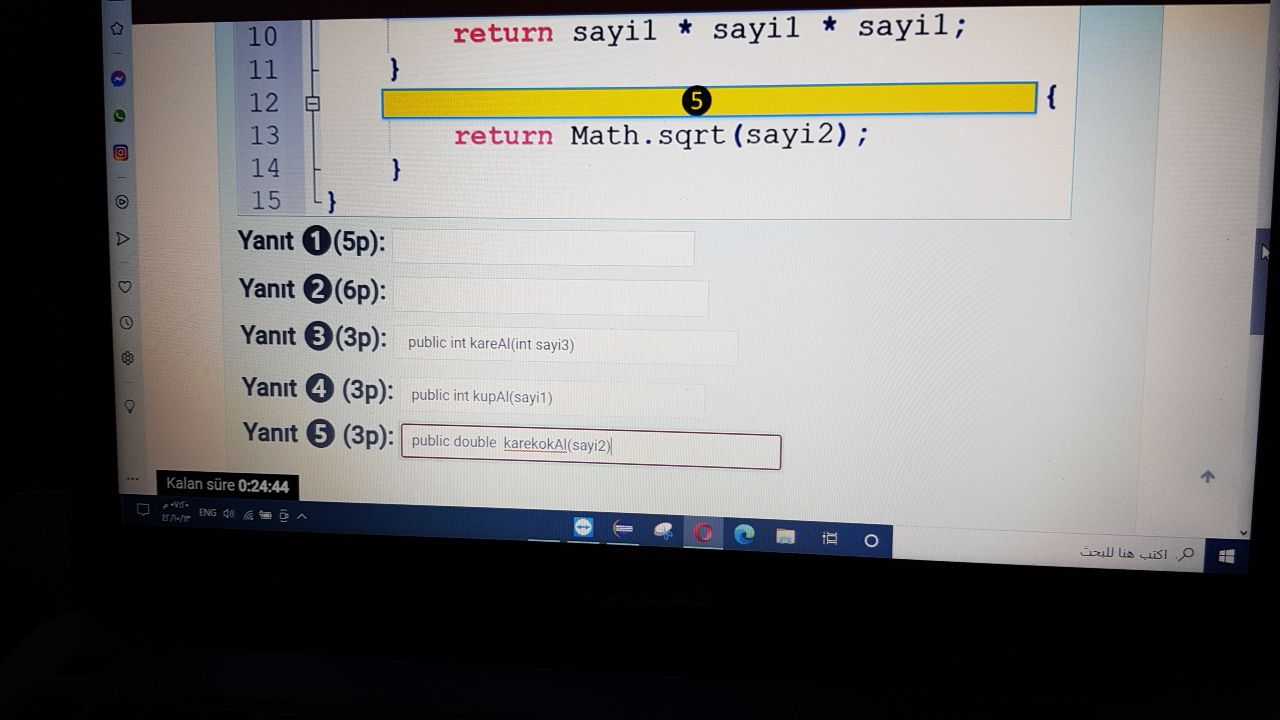 10 return sayi1 * sayi1 * sayi1;
11 }
12 5 {
13 return Math.sqrt(sayi2);
14 }
15 }
Yanıt 1 (5p):
Yanıt 2 (6p):
Yanıt 3 (3p): public int kareAl(int sayi3)
Yanıt 4 (3p): public int kupAl(sayi1)
Yanıt 5 (3p): public double karekokAl(sayi2)
Kalan süre 0:24:44
ENG
اكتب هنا للبحث